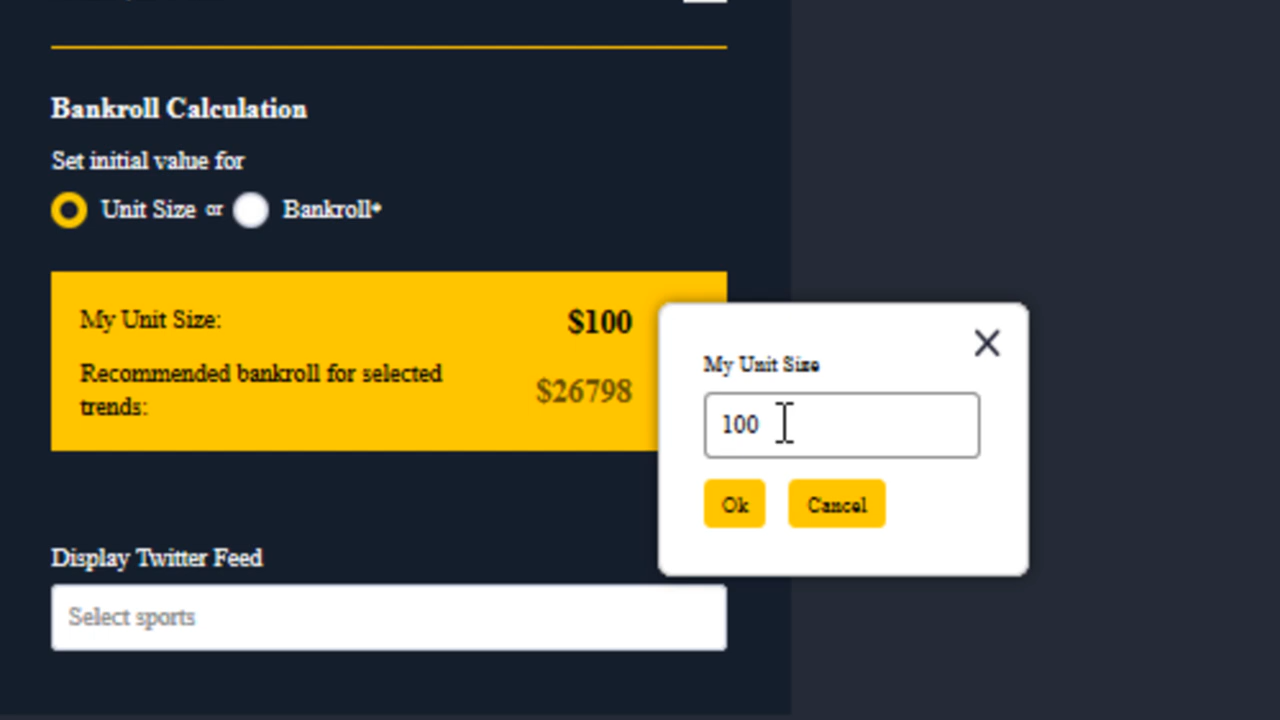 Bankroll Calculation
Set initial value for
Unit Size or Bankroll*
My Unit Size: $100
Recommended bankroll for selected
trends:
$26798
My Unit Size
100
Ok Cancel
Display Twitter Feed
Select sports